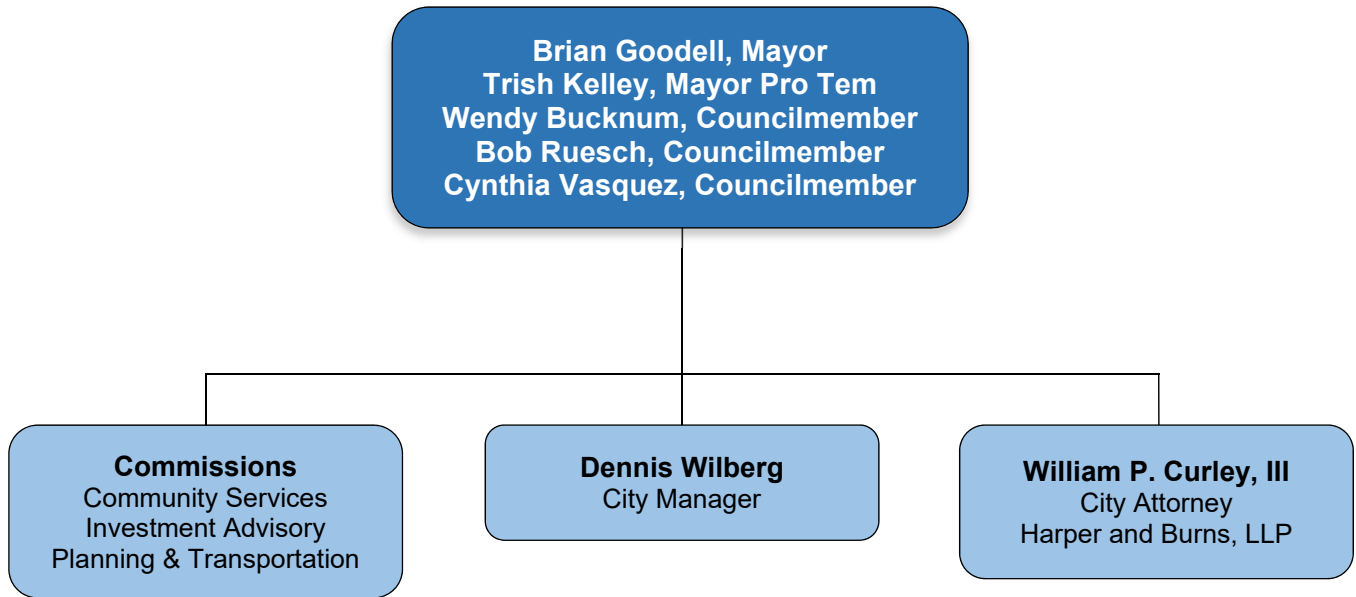 Brian Goodell, Mayor
Trish Kelley, Mayor Pro Tem
Wendy Bucknum, Councilmember
Bob Ruesch, Councilmember
Cynthia Vasquez, Councilmember
Commissions
Community Services
Investment Advisory
Planning & Transportation
Dennis Wilberg
City Manager
William P. Curley, III
City Attorney
Harper and Burns, LLP